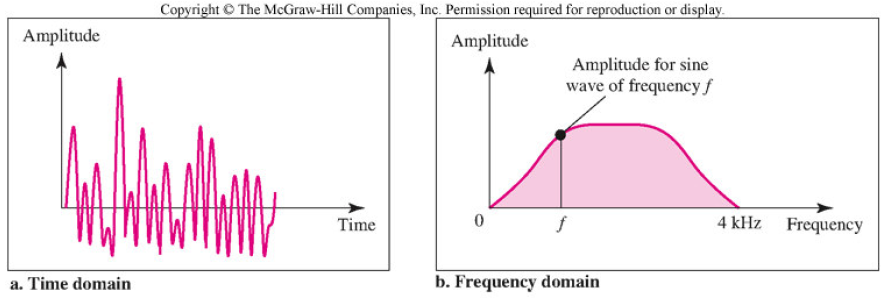 Copyright © The McGraw-Hill Companies, Inc. Permission required for reproduction or display.
Amplitude
Time
a. Time domain
Amplitude
Amplitude for sine
wave of frequency f
0
f
4 kHz
Frequency
b. Frequency domain